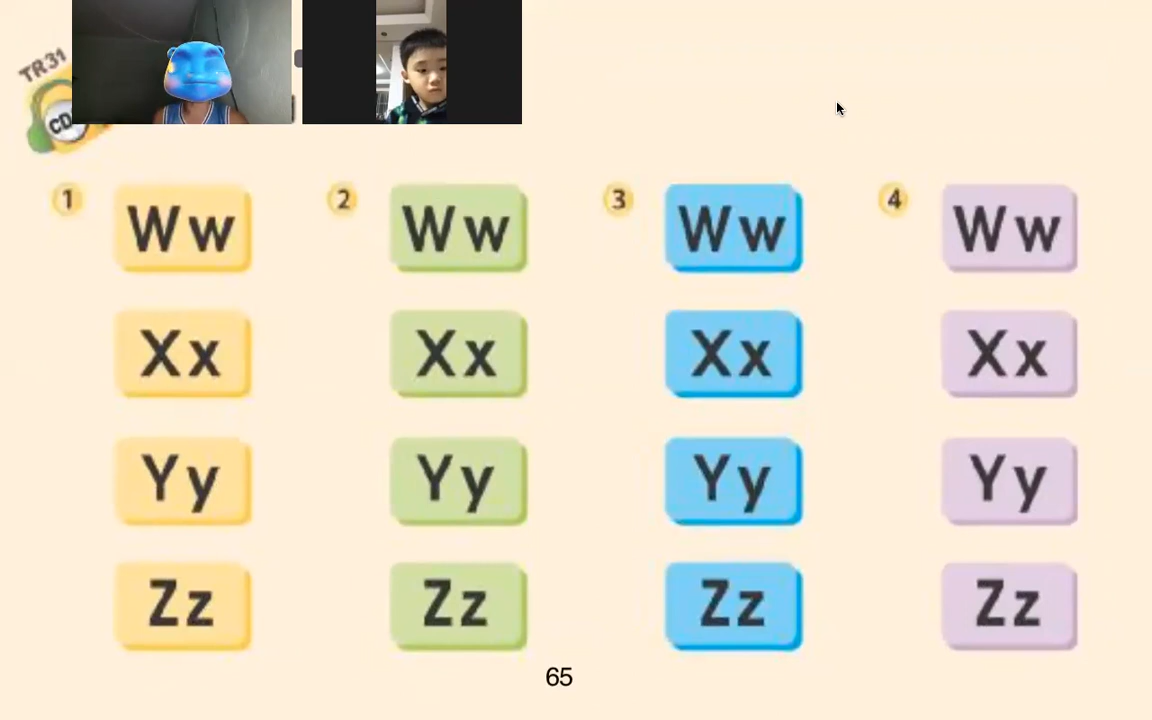 TR31
CD
1 Ww 2 Ww 3 Ww 4 Ww
Xx Xx Xx Xx
Yy Yy Yy Yy
Zz Zz Zz Zz
65